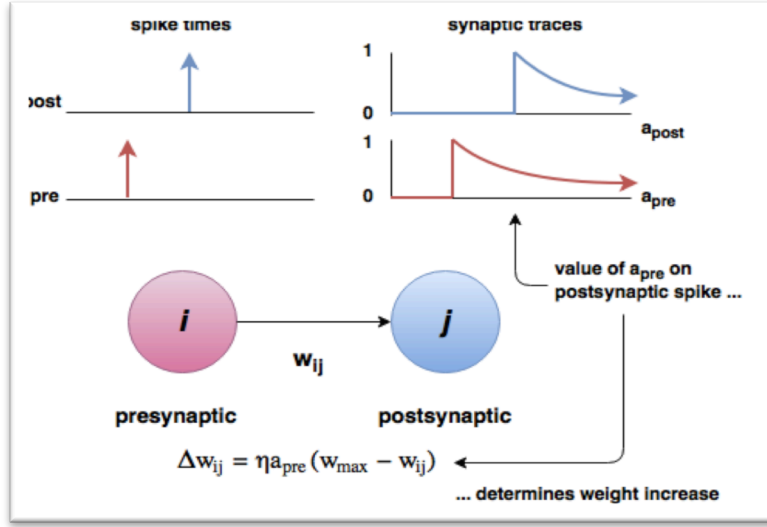 spike times
synaptic traces
post
1
0
a_post
pre
1
0
a_pre
value of a_pre on
postsynaptic spike ...
i
j
w_ij
presynaptic
postsynaptic
Δw_ij = ηa_pre (w_max − w_ij)
... determines weight increase